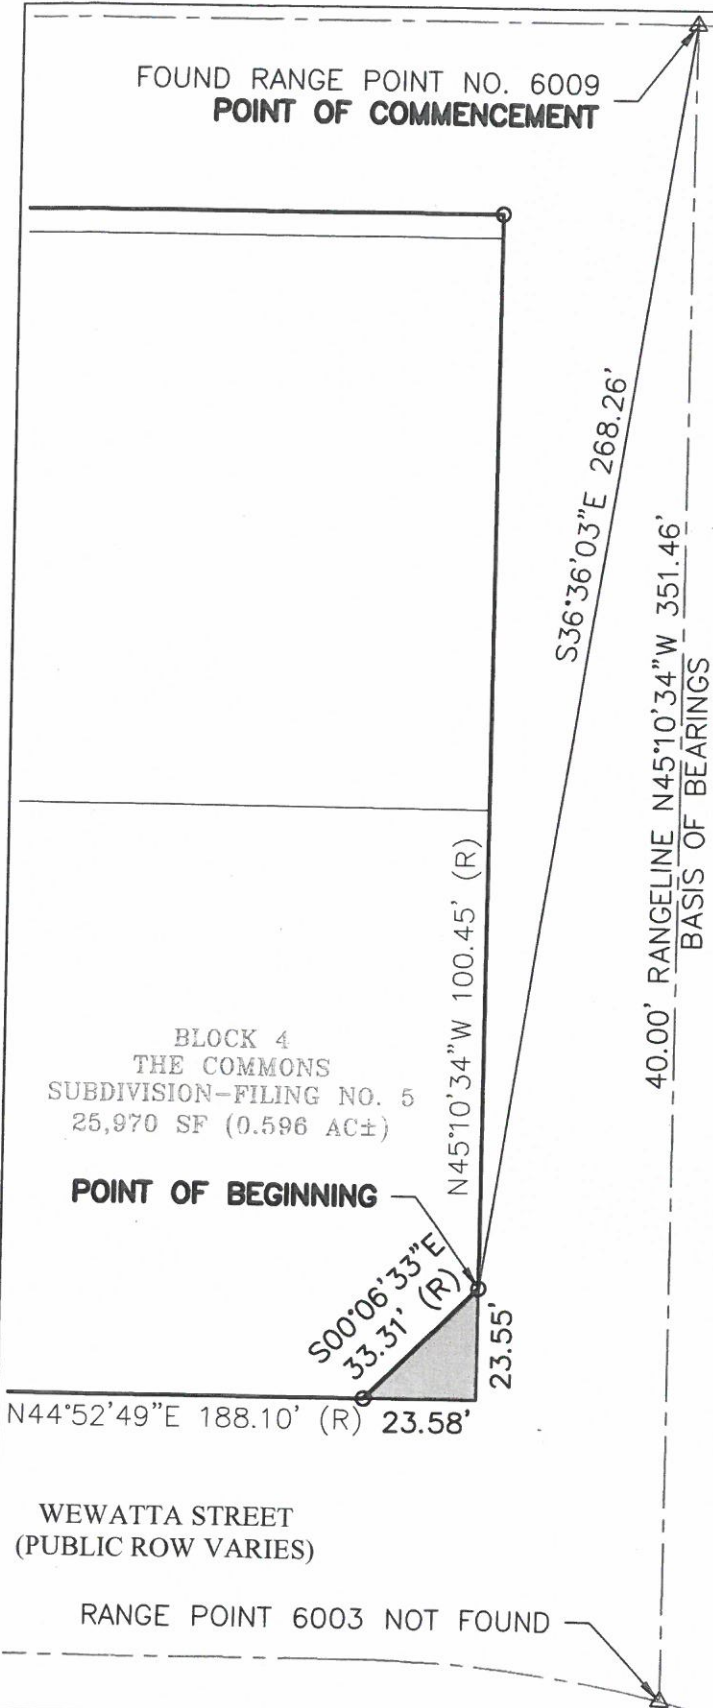 FOUND RANGE POINT NO. 6009
POINT OF COMMENCEMENT
S36°36'03"E 268.26'
40.00' RANGELINE N45°10'34"W 351.46'
BASIS OF BEARINGS
N45°10'34"W 100.45' (R)
BLOCK 4
THE COMMONS
SUBDIVISION-FILING NO. 5
25,970 SF (0.596 AC±)
POINT OF BEGINNING
S00°06'33"E
33.31' (R)
23.55'
N44°52'49"E 188.10' (R) 23.58'
WEWATTA STREET
(PUBLIC ROW VARIES)
RANGE POINT 6003 NOT FOUND